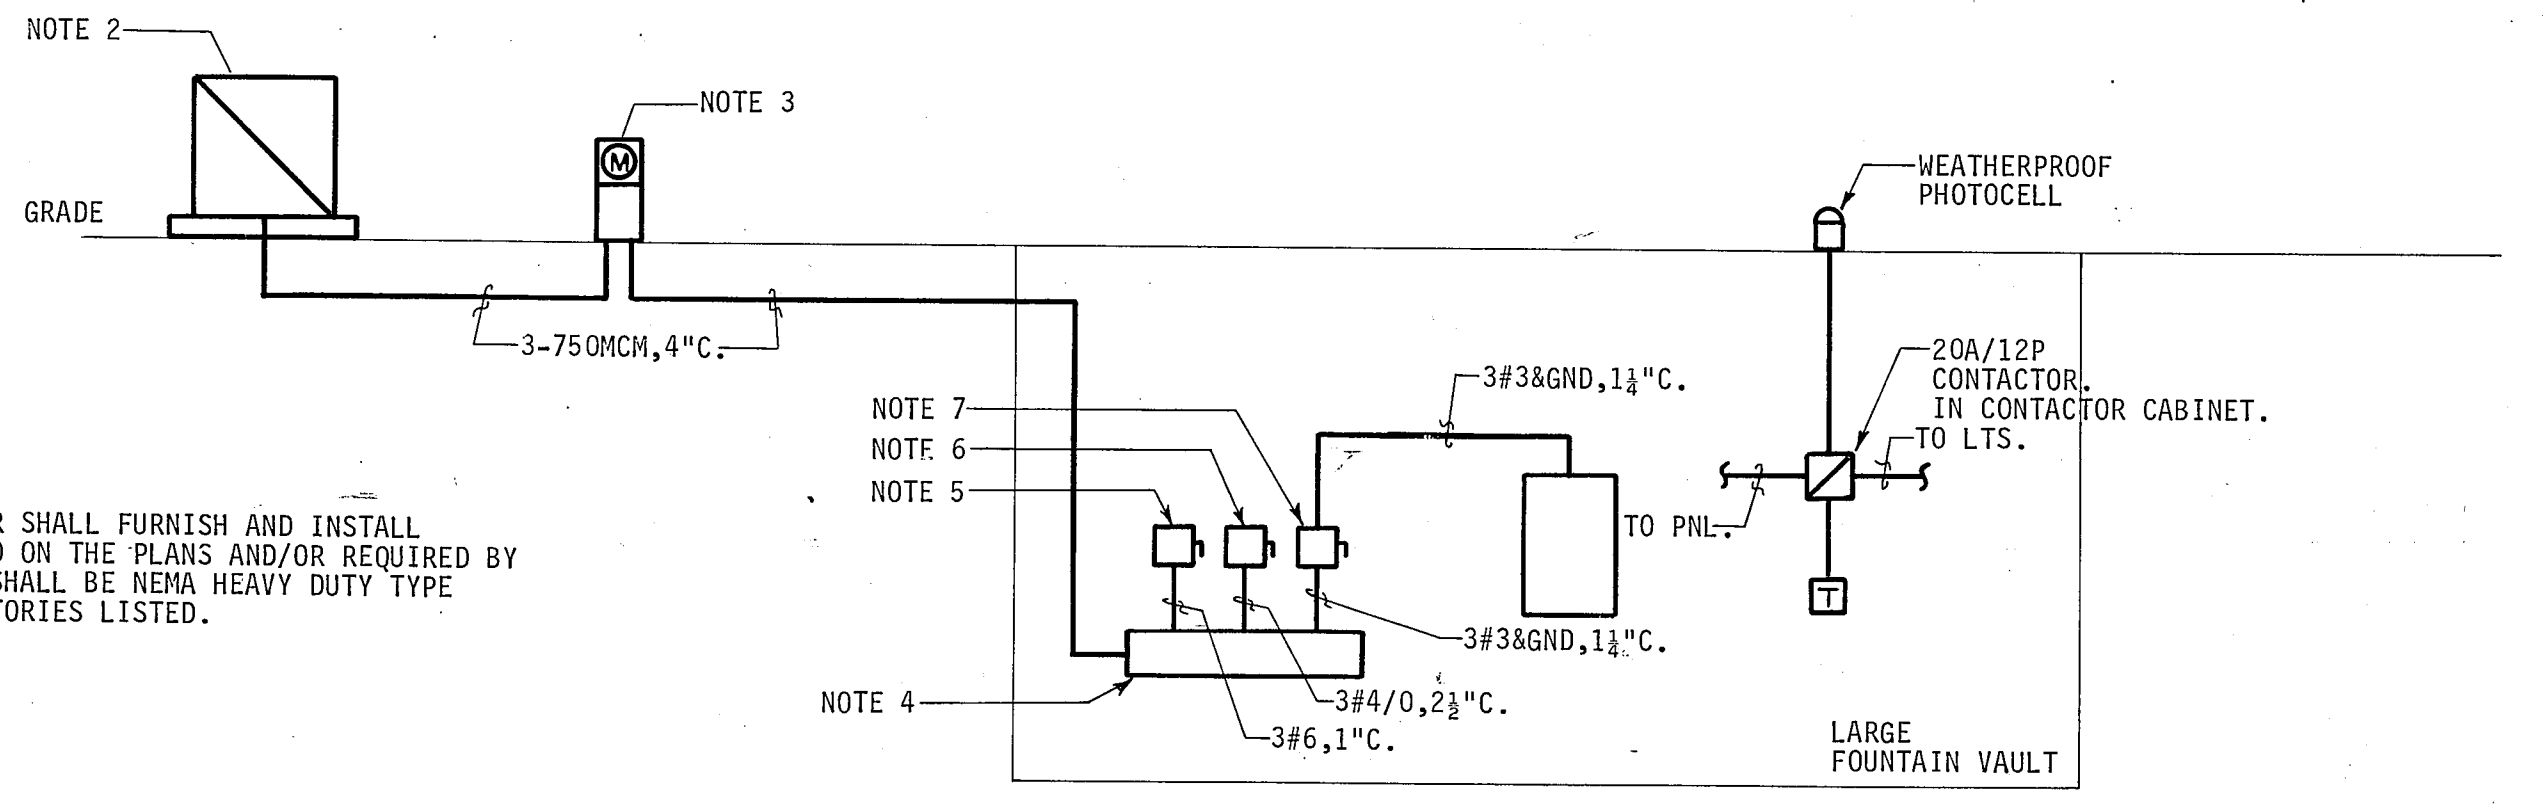 NOTE 2
NOTE 3
M
GRADE
WEATHERPROOF
PHOTOCELL
3-750MCM,4"C.
20A/12P
CONTACTOR.
IN CONTACTOR CABINET.
TO LTS.
3#3&GND,1¼"C.
NOTE 7
NOTE 6
NOTE 5
TO PNL.
SHALL FURNISH AND INSTALL
ON THE PLANS AND/OR REQUIRED BY
SHALL BE NEMA HEAVY DUTY TYPE
TORIES LISTED.
T
3#3&GND,1¼"C.
NOTE 4
3#4/0,2½"C.
3#6,1"C.
LARGE
FOUNTAIN VAULT